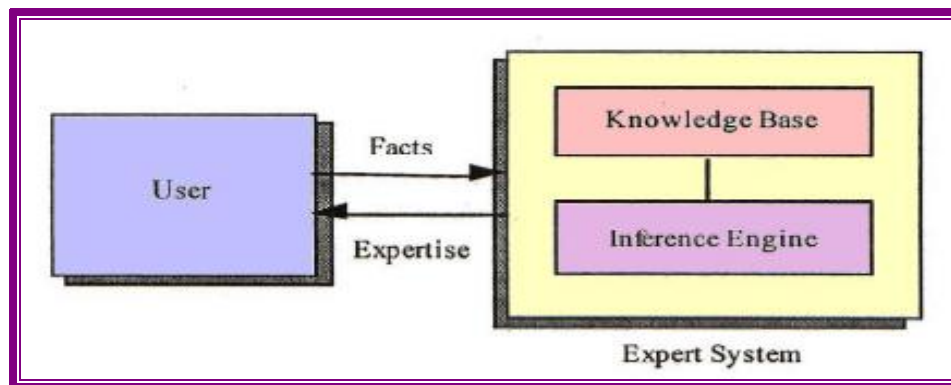 Knowledge Base
Facts
User
Inference Engine
Expertise
Expert System